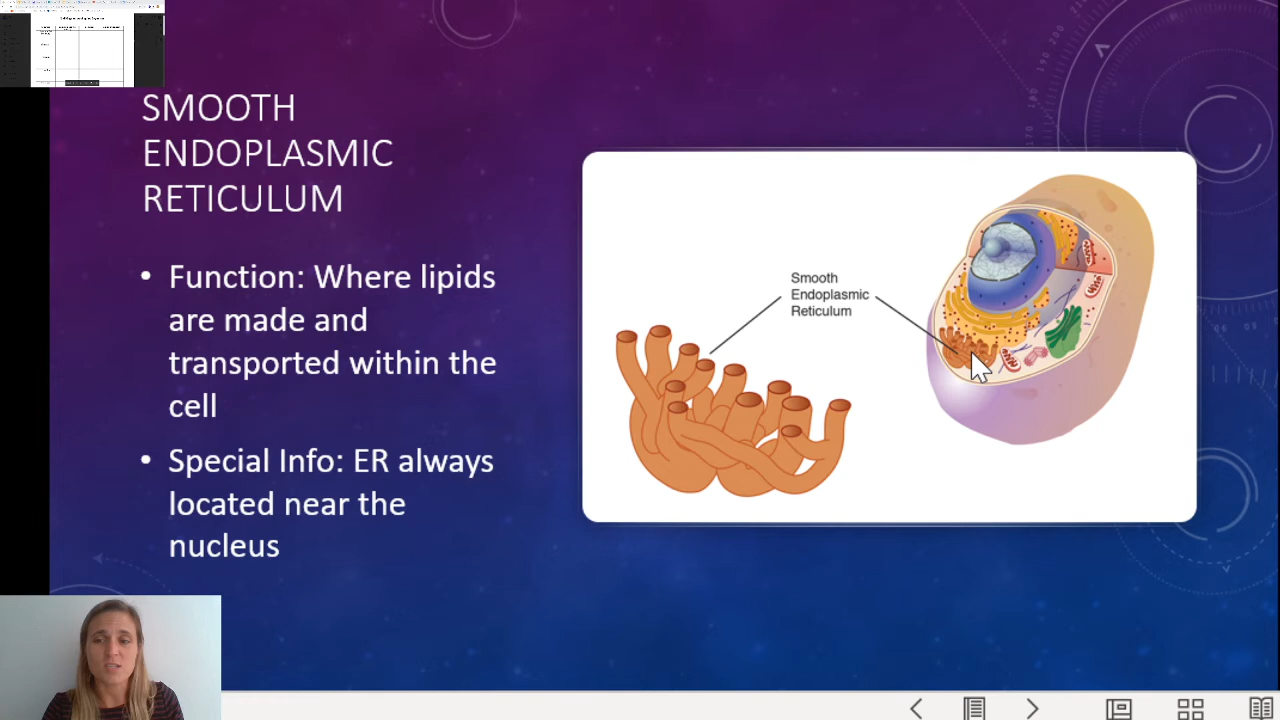 SMOOTH
ENDOPLASMIC
RETICULUM
• Function: Where lipids
are made and
transported within the
cell
• Special Info: ER always
located near the
nucleus
Smooth
Endoplasmic
Reticulum